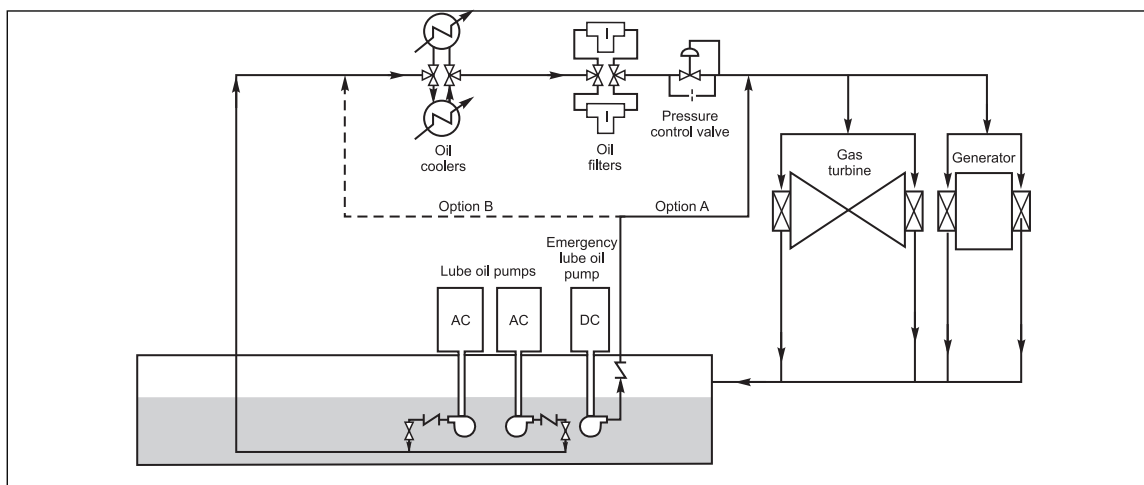 Oil
coolers
Oil
filters
Pressure
control valve
Gas
turbine
Generator
Option B
Option A
Emergency
lube oil
pump
Lube oil pumps
AC
AC
DC